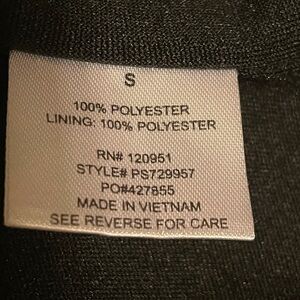 S
100% POLYESTER
LINING: 100% POLYESTER
RN# 120951
STYLE# PS729957
PO#427855
MADE IN VIETNAM
SEE REVERSE FOR CARE